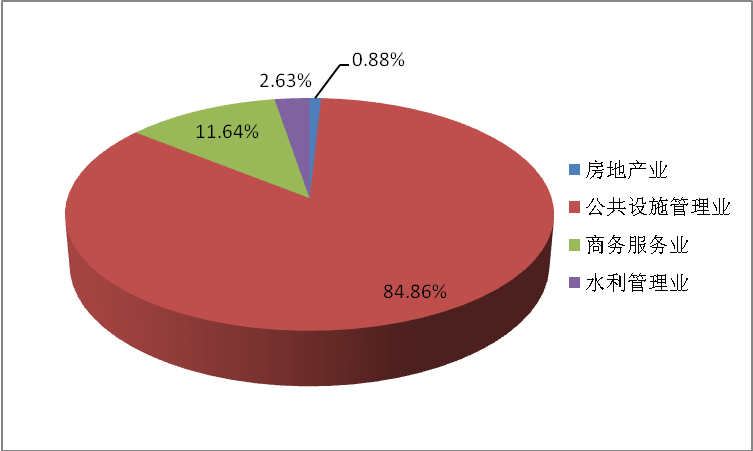 0.88%
2.63%
11.64%
84.86%
房地产业
公共设施管理业
商务服务业
水利管理业